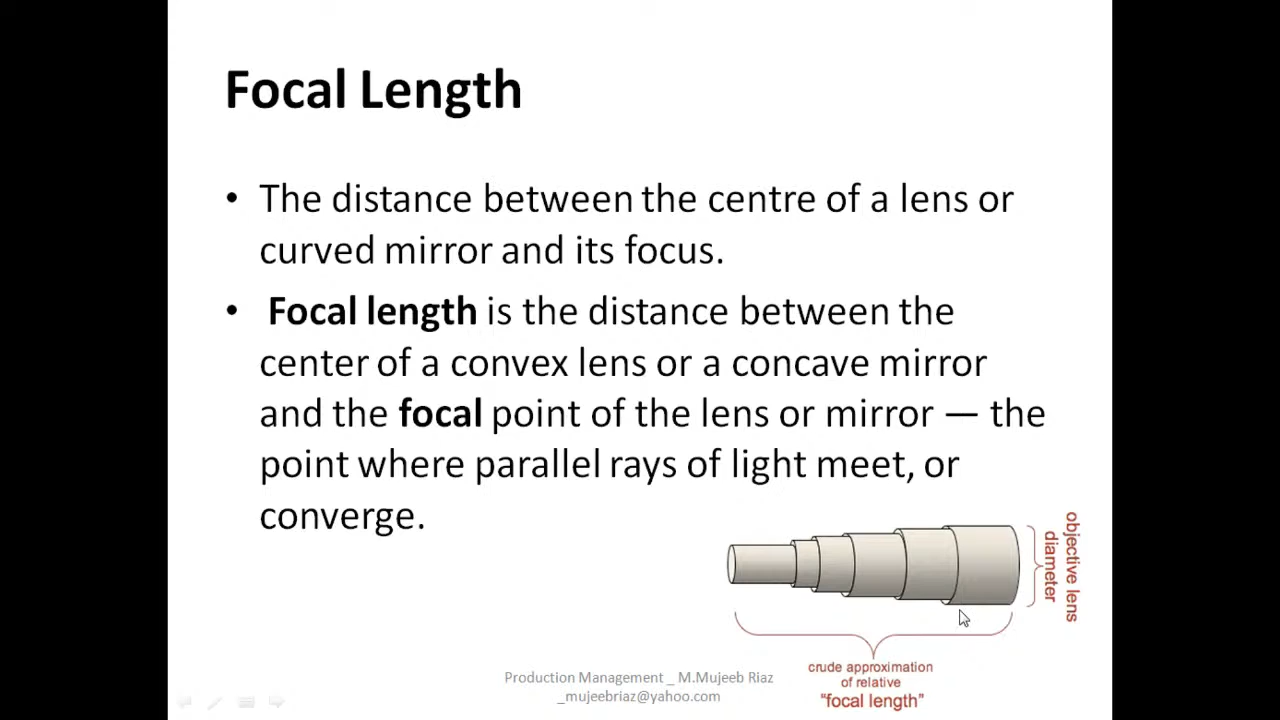 Focal Length
• The distance between the centre of a lens or
curved mirror and its focus.
• Focal length is the distance between the
center of a convex lens or a concave mirror
and the focal point of the lens or mirror — the
point where parallel rays of light meet, or
converge.
objective lens
diameter
crude approximation
of relative
"focal length"
Production Management _ M.Mujeeb Riaz
_mujeebriaz@yahoo.com